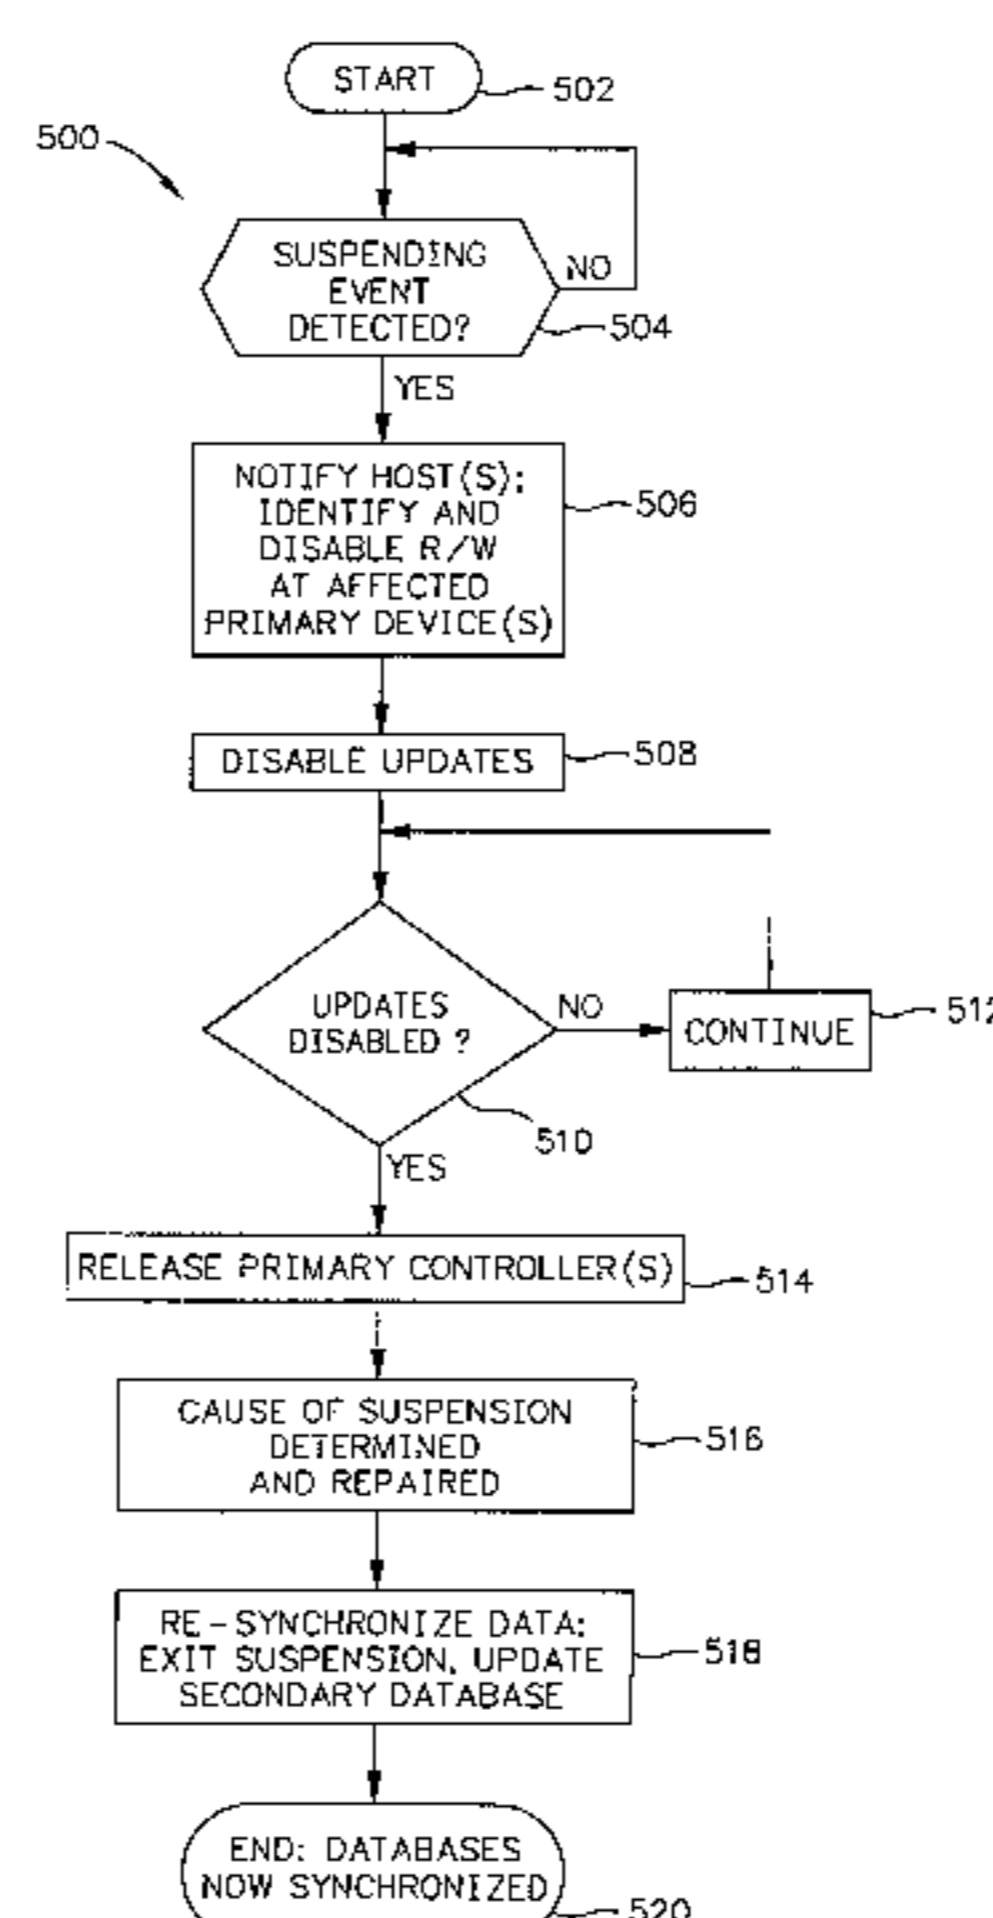 START
502
500
SUSPENDING
EVENT
DETECTED?
NO
504
YES
NOTIFY HOST(S);
IDENTIFY AND
DISABLE R/W
AT AFFECTED
PRIMARY DEVICE(S)
506
DISABLE UPDATES
508
UPDATES
DISABLED ?
NO
CONTINUE
512
510
YES
RELEASE PRIMARY CONTROLLER(S)
514
CAUSE OF SUSPENSION
DETERMINED
AND REPAIRED
516
RE-SYNCHRONIZE DATA:
EXIT SUSPENSION, UPDATE
SECONDARY DATABASE
518
END: DATABASES
NOW SYNCHRONIZED
520